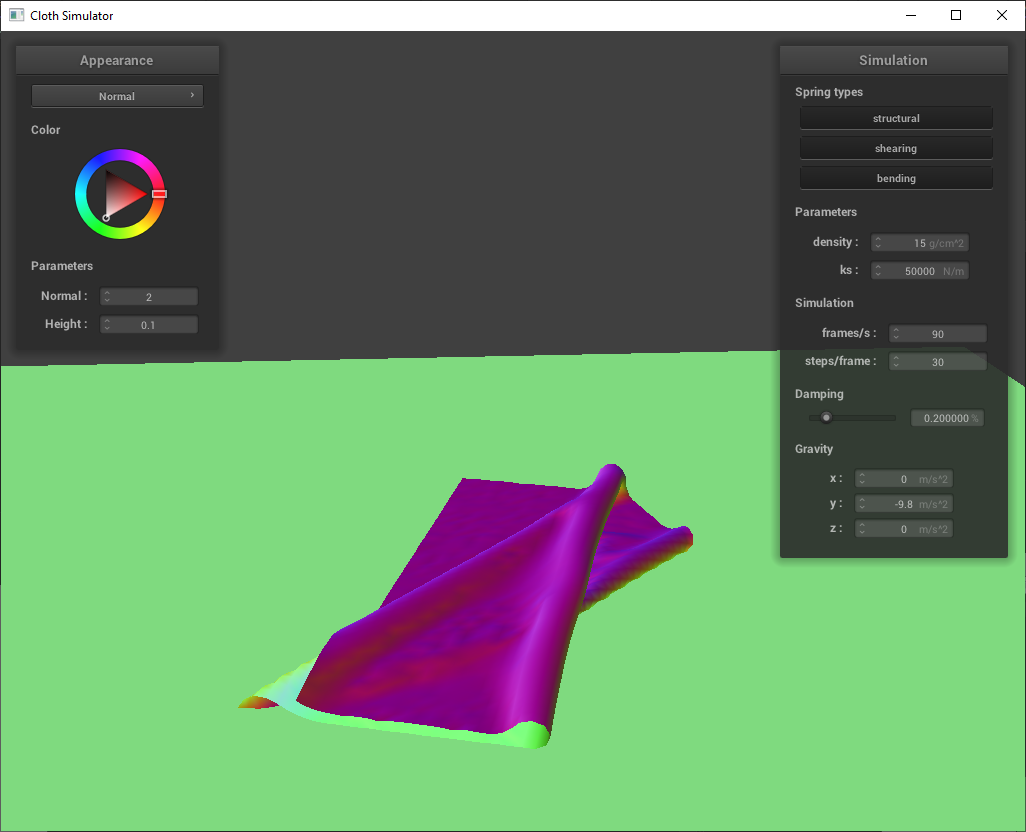 Cloth Simulator
Appearance
Normal
Color
Parameters
Normal : 2
Height : 0.1
Simulation
Spring types
structural
shearing
bending
Parameters
density : 15 g/cm^2
ks : 50000 N/m
Simulation
frames/s : 90
steps/frame : 30
Damping
0.200000 %
Gravity
x : 0 m/s^2
y : -9.8 m/s^2
z : 0 m/s^2